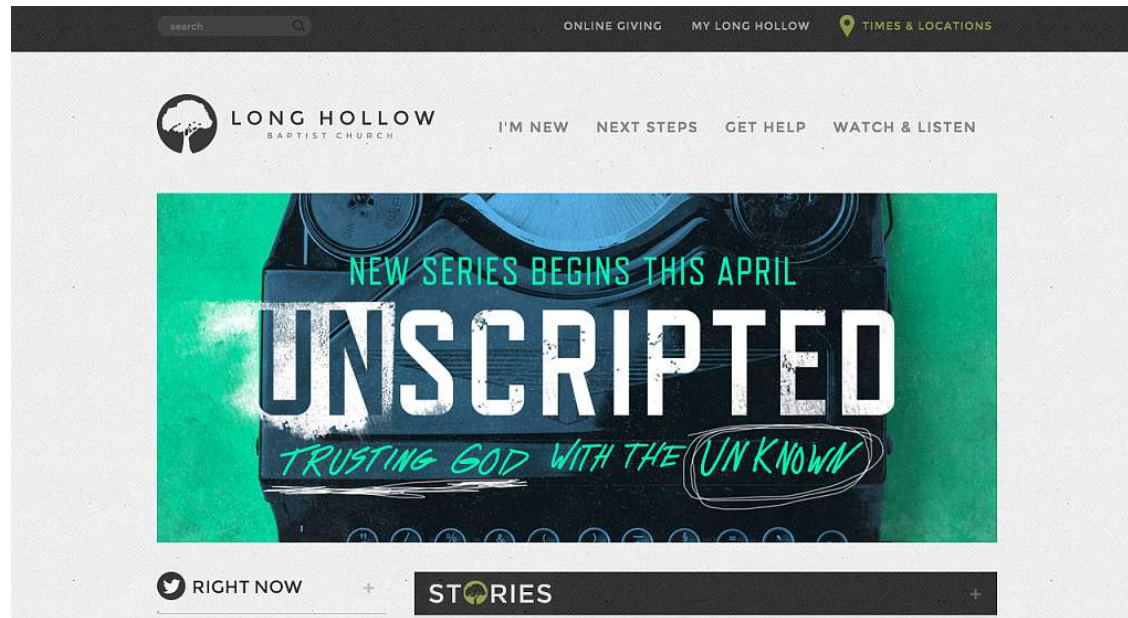 search
ONLINE GIVING
MY LONG HOLLOW
TIMES & LOCATIONS
LONG HOLLOW
BAPTIST CHURCH
I'M NEW
NEXT STEPS
GET HELP
WATCH & LISTEN
NEW SERIES BEGINS THIS APRIL
UNSCRIPTED
TRUSTING GOD WITH THE UNKNOWN
RIGHT NOW +
STORIES +